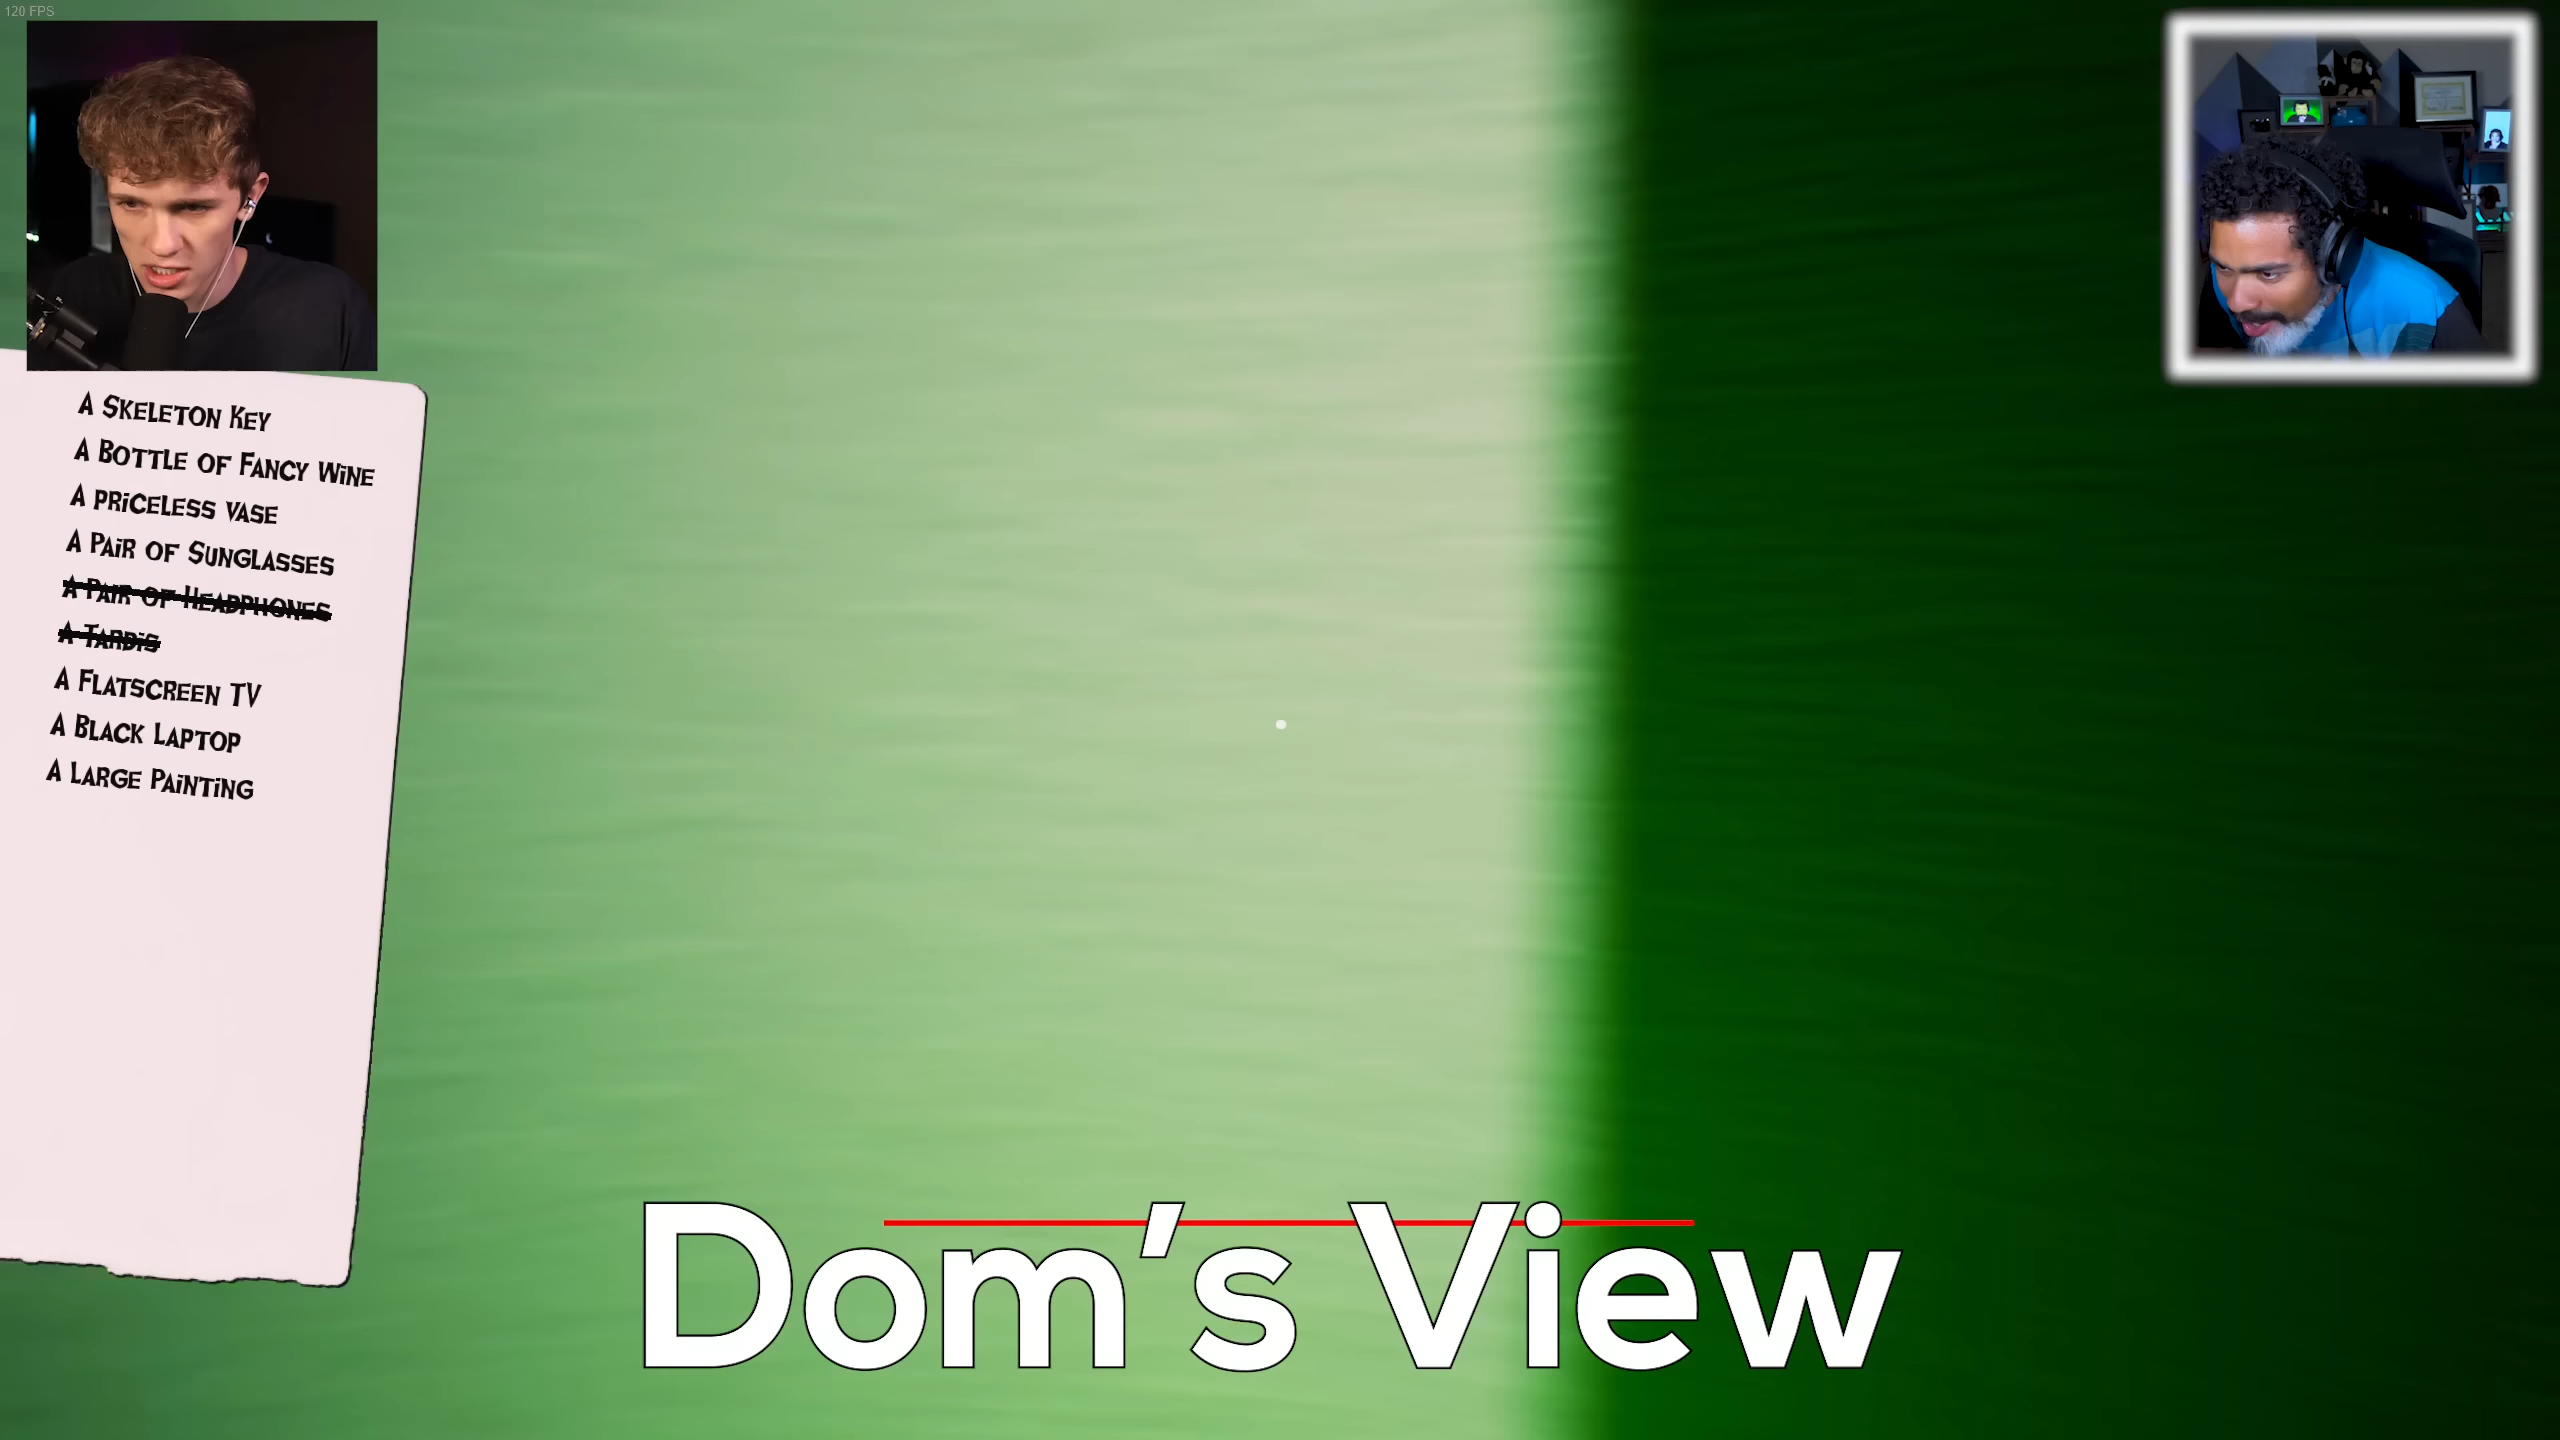 120 FPS
A Skeleton Key
A Bottle of Fancy Wine
A priceless vase
A Pair of Sunglasses
A Pair of Headphones
A Tardis
A Flatscreen TV
A Black Laptop
A Large Painting
Dom's View